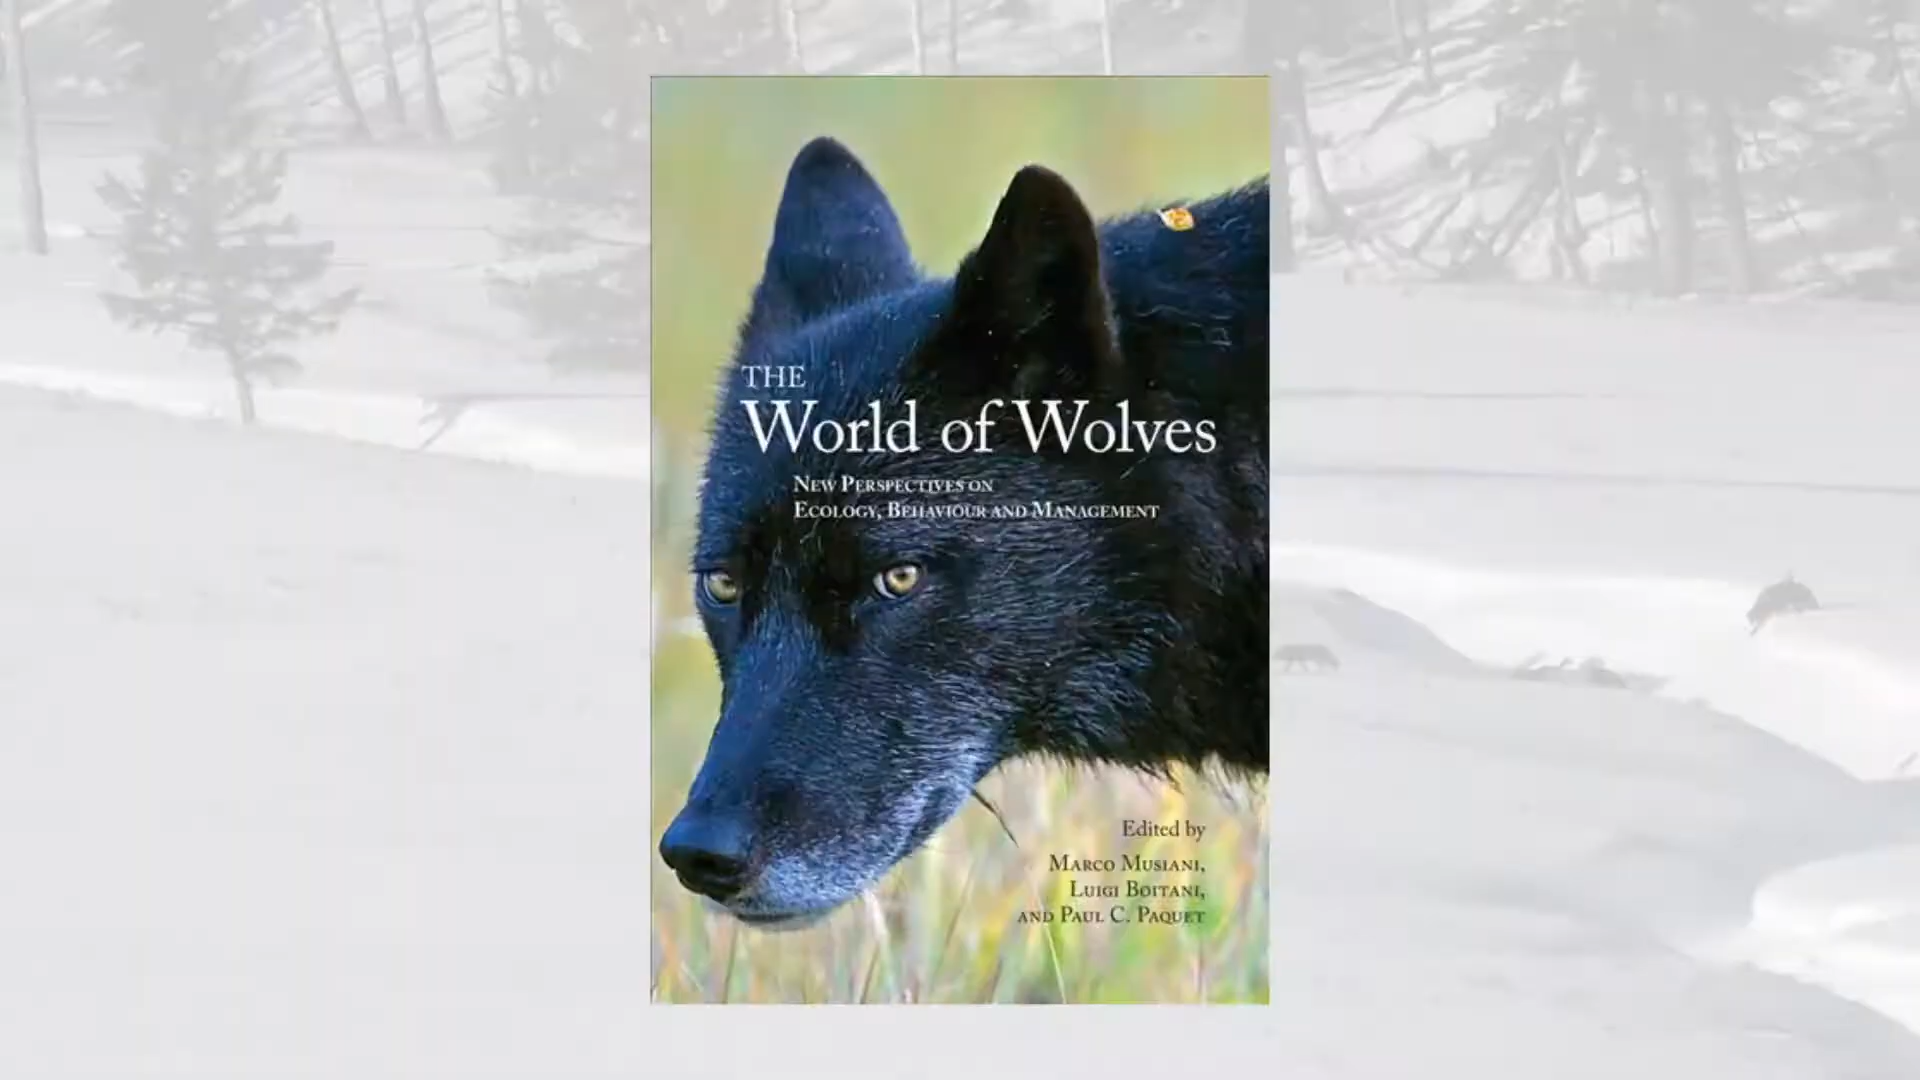 THE
World of Wolves
NEW PERSPECTIVES ON
ECOLOGY, BEHAVIOUR AND MANAGEMENT
Edited by
MARCO MUSIANI,
LUIGI BOITANI,
AND PAUL C. PAQUET